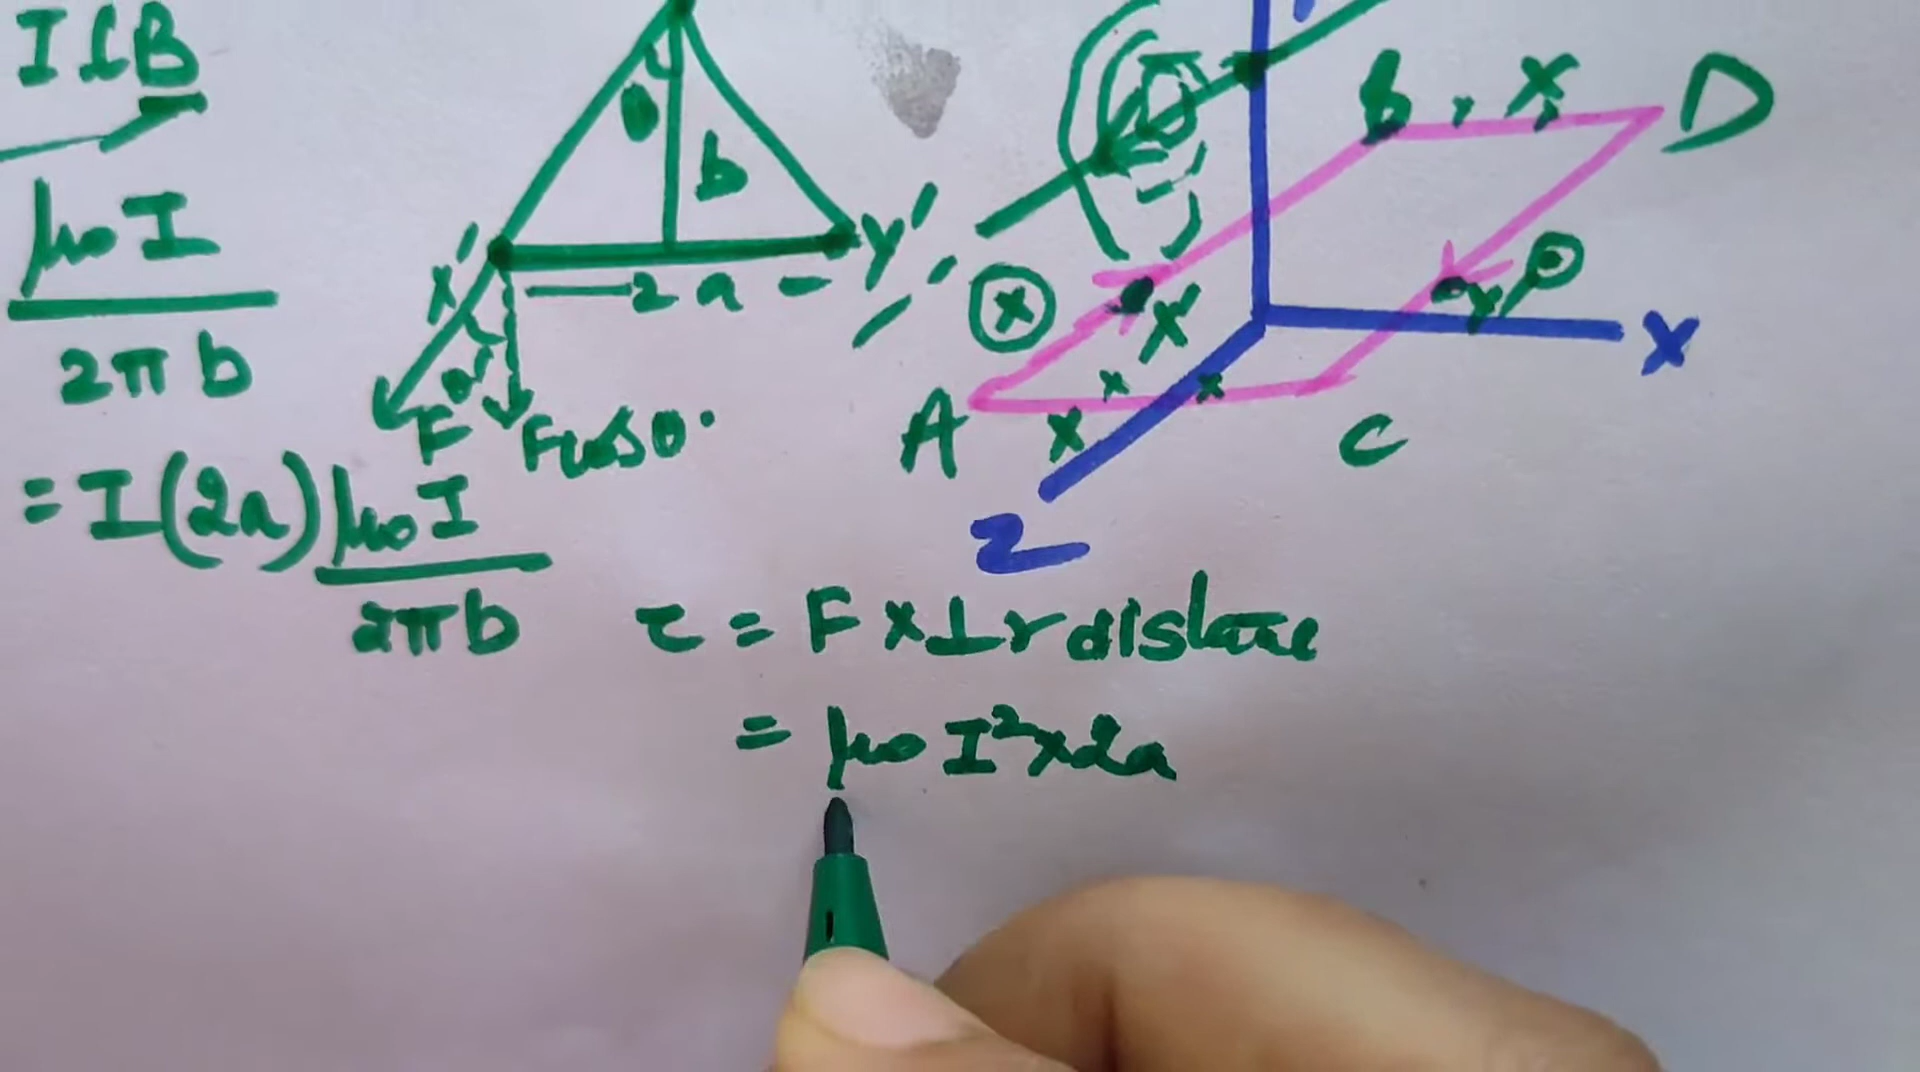 IlB
μ₀I
2πb
= I(2a) μ₀I
2πb
θ
b
X'
2a
Y'
θ
F
Fcosθ
B
X
D
X'
A
C
X
Z
τ = F × ⊥r distance
= μ₀ I² × 2a